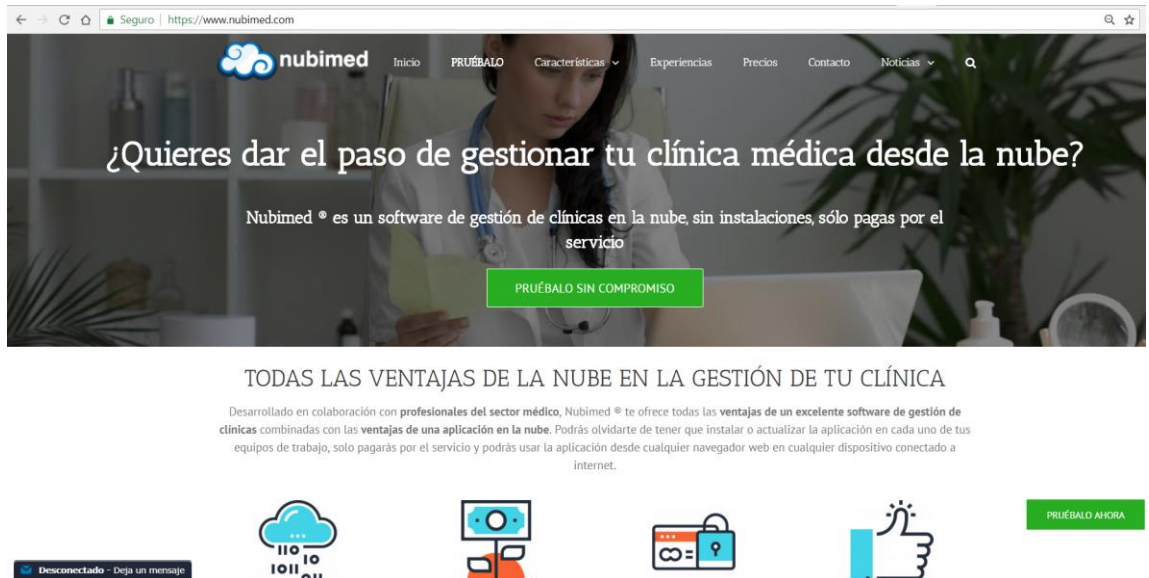 Seguro | https://www.nubimed.com
nubimed Inicio PRUÉBALO Características Experiencias Precios Contacto Noticias
¿Quieres dar el paso de gestionar tu clínica médica desde la nube?
Nubimed ® es un software de gestión de clínicas en la nube, sin instalaciones, sólo pagas por el
servicio
PRUÉBALO SIN COMPROMISO
TODAS LAS VENTAJAS DE LA NUBE EN LA GESTIÓN DE TU CLÍNICA
Desarrollado en colaboración con profesionales del sector médico, Nubimed ® te ofrece todas las ventajas de un excelente software de gestión de
clínicas combinadas con las ventajas de una aplicación en la nube. Podrás olvidarte de tener que instalar o actualizar la aplicación en cada uno de tus
equipos de trabajo, solo pagarás por el servicio y podrás usar la aplicación desde cualquier navegador web en cualquier dispositivo conectado a
internet.
PRUÉBALO AHORA
110
10
1011
011
Desconectado - Deja un mensaje